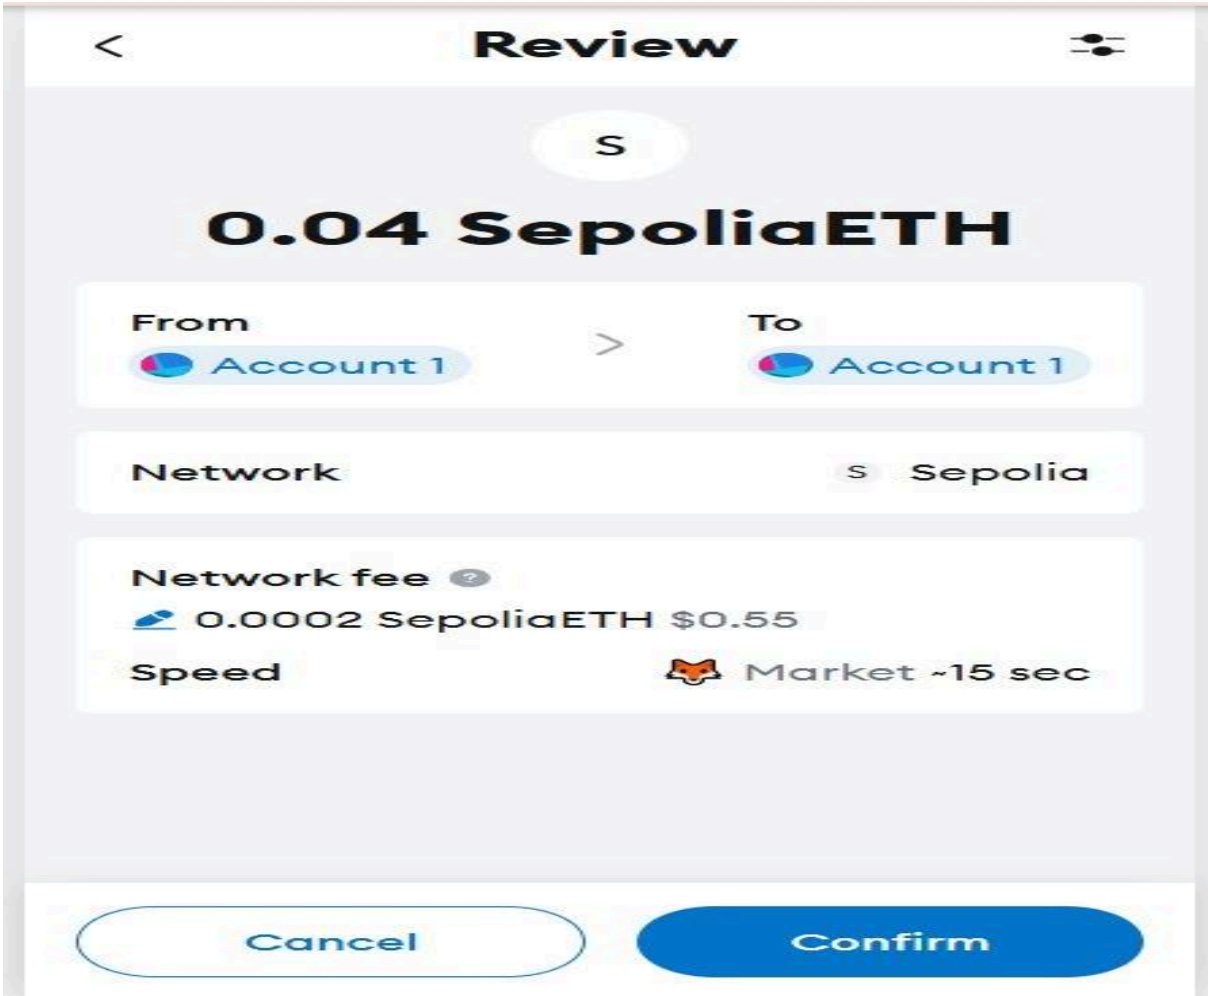 < Review
S
0.04 SepoliaETH
From > To
Account 1 Account 1
Network S Sepolia
Network fee ?
0.0002 SepoliaETH $0.55
Speed Market ~15 sec
Cancel Confirm